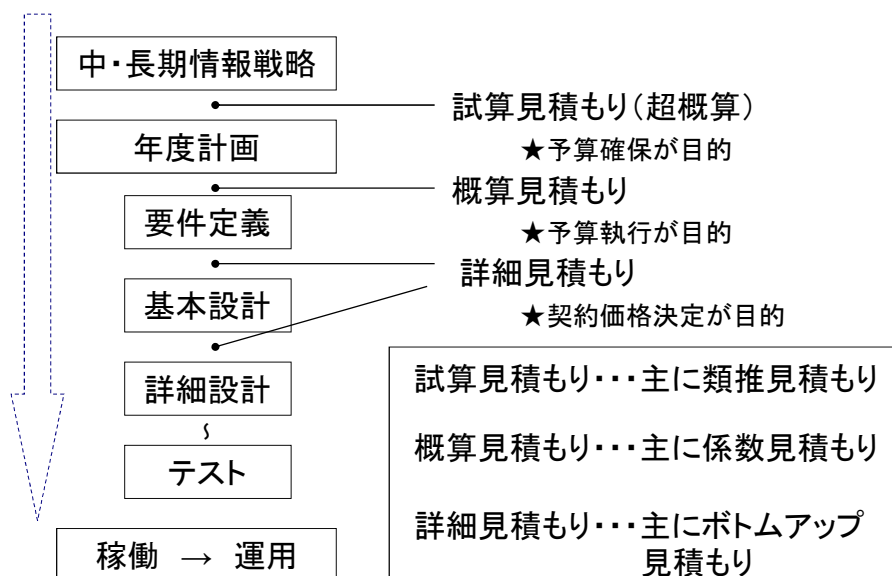 中・長期情報戦略
試算見積もり(超概算)
年度計画
★予算確保が目的
概算見積もり
要件定義
★予算執行が目的
詳細見積もり
基本設計
★契約価格決定が目的
詳細設計
~
テスト
稼働 → 運用
試算見積もり・・・主に類推見積もり
概算見積もり・・・主に係数見積もり
詳細見積もり・・・主にボトムアップ
見積もり